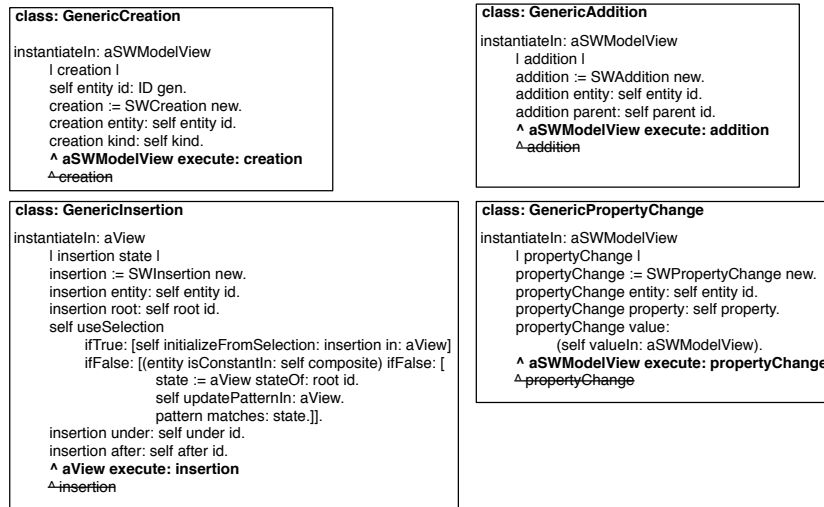 class: GenericCreation
instantiateIn: aSWModelView
| creation |
self entity id: ID gen.
creation := SWCreation new.
creation entity: self entity id.
creation kind: self kind.
^ aSWModelView execute: creation
^ creation
class: GenericAddition
instantiateIn: aSWModelView
| addition |
addition := SWAddition new.
addition entity: self entity id.
addition parent: self parent id.
^ aSWModelView execute: addition
^ addition
class: GenericInsertion
instantiateIn: aView
| insertion state |
insertion := SWInsertion new.
insertion entity: self entity id.
insertion root: self root id.
self useSelection
ifTrue: [self initializeFromSelection: insertion in: aView]
ifFalse: [(entity isConstantIn: self composite) ifFalse: [
state := aView stateOf: root id.
self updatePatternIn: aView.
pattern matches: state.]].
insertion under: self under id.
insertion after: self after id.
^ aView execute: insertion
^ insertion
class: GenericPropertyChange
instantiateIn: aSWModelView
| propertyChange |
propertyChange := SWPropertyChange new.
propertyChange entity: self entity id.
propertyChange property: self property.
propertyChange value:
(self valueIn: aSWModelView).
^ aSWModelView execute: propertyChange
^ propertyChange